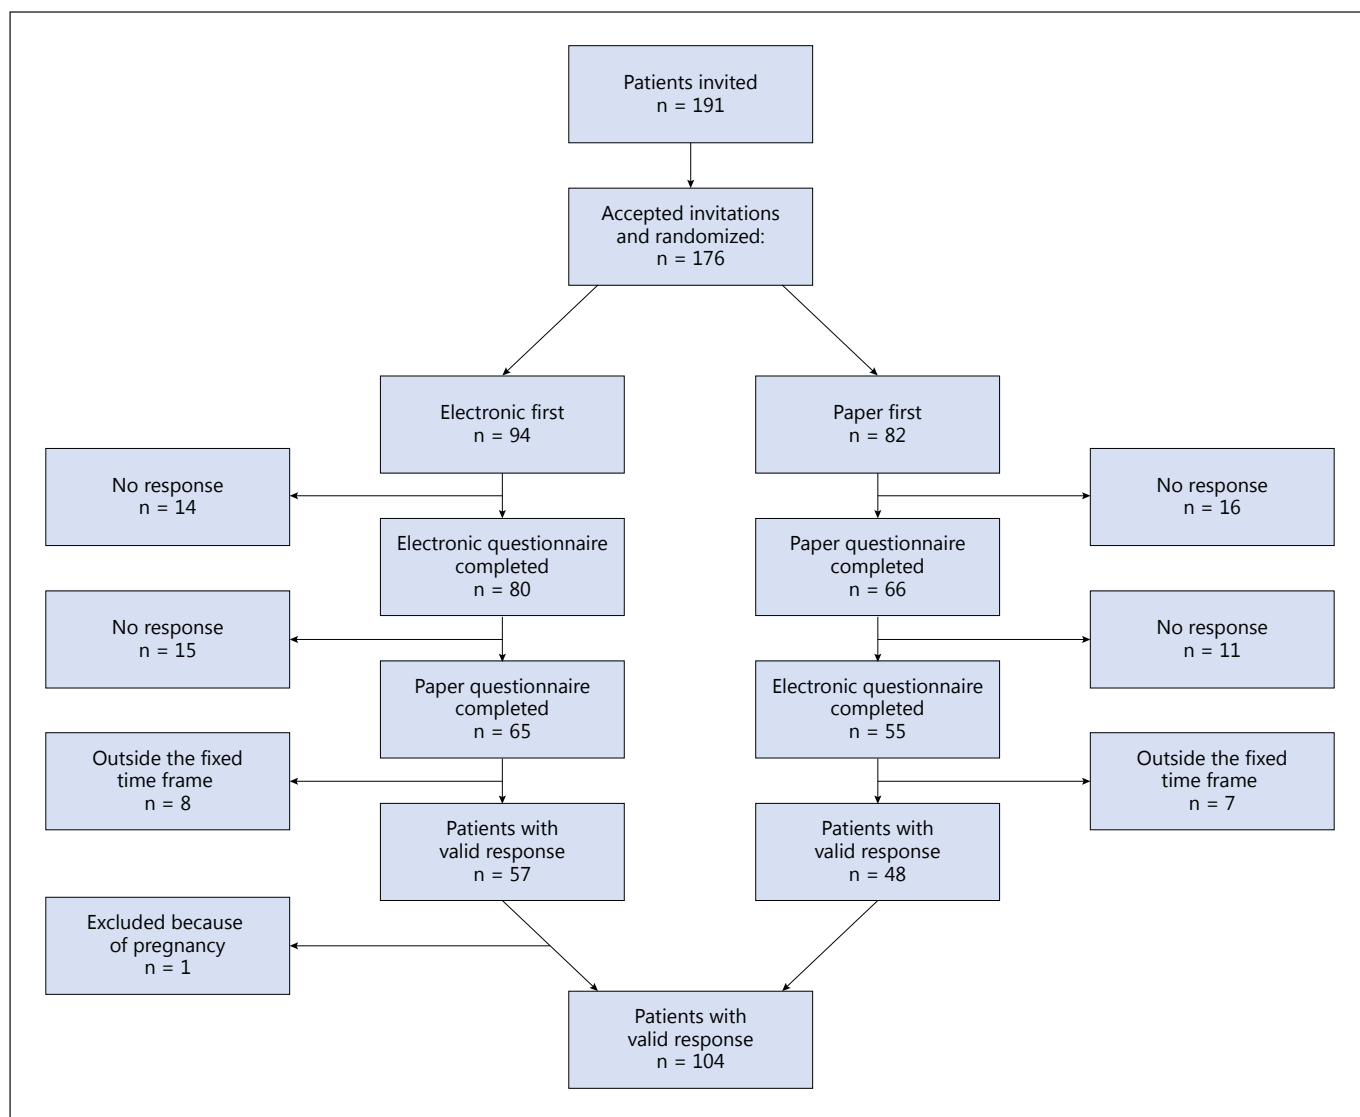 Patients invited
n = 191
Accepted invitations
and randomized:
n = 176
Electronic first
n = 94
Paper first
n = 82
No response
n = 14
No response
n = 16
Electronic questionnaire
completed
n = 80
Paper questionnaire
completed
n = 66
No response
n = 15
No response
n = 11
Paper questionnaire
completed
n = 65
Electronic questionnaire
completed
n = 55
Outside the fixed
time frame
n = 8
Outside the fixed
time frame
n = 7
Patients with
valid response
n = 57
Patients with
valid response
n = 48
Excluded because
of pregnancy
n = 1
Patients with
valid response
n = 104